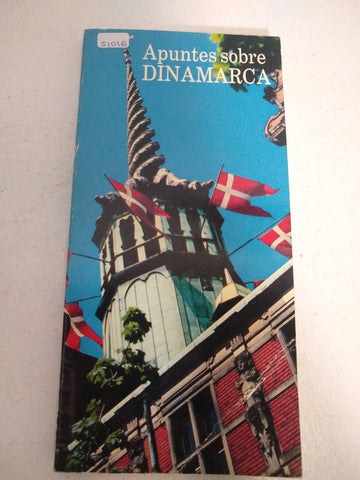 51016
Apuntes sobre
DINAMARCA